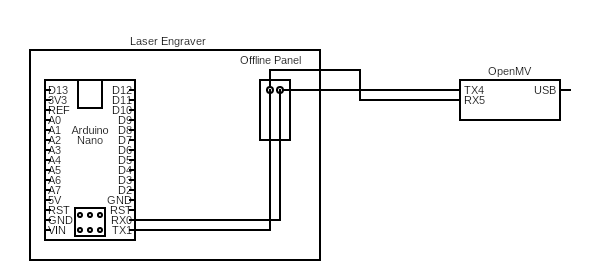 Laser Engraver
Offline Panel
OpenMV
D13 D12
3V3 D11
REF D10
A0 D9
A1 Arduino D8
A2 Nano D7
A3 D6
A4 D5
A5 D4
A6 D3
A7 D2
5V GND
RST RST
GND RX0
VIN TX1
TX4 USB
RX5